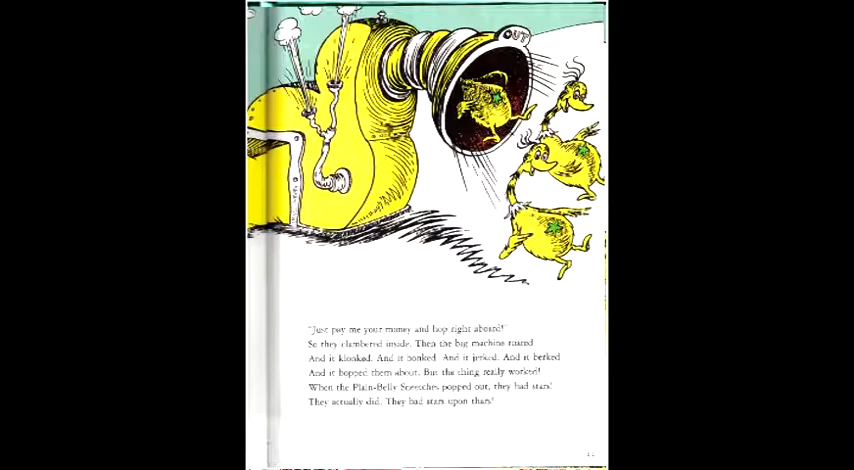 OUT
"Just pay me your money and hop right aboard!"
So they clambered inside. Then the big machine roared
And it klonked. And it bonked. And it jerked. And it berked
And it bopped them about. But the thing really worked!
When the Plain-Belly Sneetches popped out, they had stars!
They actually did. They had stars upon thars!